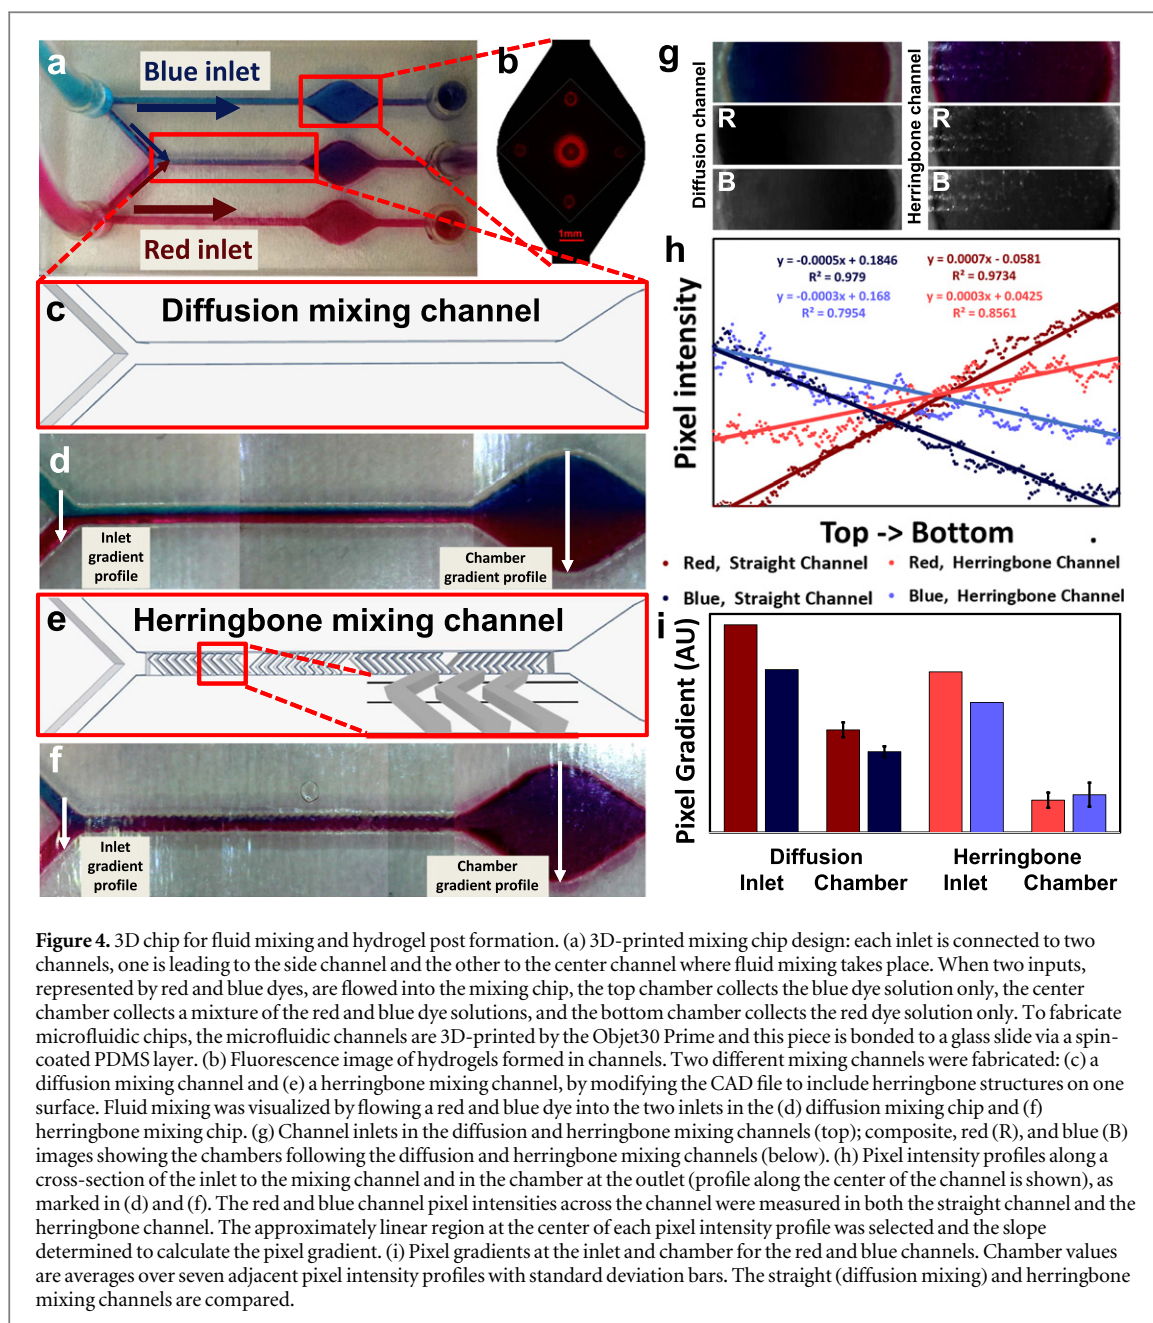 a
Blue inlet
Red inlet
b
1mm
c
Diffusion mixing channel
d
Inlet
gradient
profile
Chamber
gradient profile
e
Herringbone mixing channel
f
Inlet
gradient
profile
Chamber
gradient profile
g
Diffusion channel
R
B
Herringbone channel
R
B
h
y = -0.0005x + 0.1846
R² = 0.979
y = 0.0007x - 0.0581
R² = 0.9734
y = -0.0003x + 0.168
R² = 0.7954
y = 0.0003x + 0.0425
R² = 0.8561
Pixel intensity
Top -> Bottom
Red, Straight Channel
Red, Herringbone Channel
Blue, Straight Channel
Blue, Herringbone Channel
i
Pixel Gradient (AU)
Diffusion
Herringbone
Inlet
Chamber
Inlet
Chamber
Figure 4. 3D chip for fluid mixing and hydrogel post formation. (a) 3D-printed mixing chip design: each inlet is connected to two
channels, one is leading to the side channel and the other to the center channel where fluid mixing takes place. When two inputs,
represented by red and blue dyes, are flowed into the mixing chip, the top chamber collects the blue dye solution only, the center
chamber collects a mixture of the red and blue dye solutions, and the bottom chamber collects the red dye solution only. To fabricate
microfluidic chips, the microfluidic channels are 3D-printed by the Objet30 Prime and this piece is bonded to a glass slide via a spin-
coated PDMS layer. (b) Fluorescence image of hydrogels formed in channels. Two different mixing channels were fabricated: (c) a
diffusion mixing channel and (e) a herringbone mixing channel, by modifying the CAD file to include herringbone structures on one
surface. Fluid mixing was visualized by flowing a red and blue dye into the two inlets in the (d) diffusion mixing chip and (f)
herringbone mixing chip. (g) Channel inlets in the diffusion and herringbone mixing channels (top); composite, red (R), and blue (B)
images showing the chambers following the diffusion and herringbone mixing channels (below). (h) Pixel intensity profiles along a
cross-section of the inlet to the mixing channel and in the chamber at the outlet (profile along the center of the channel is shown), as
marked in (d) and (f). The red and blue channel pixel intensities across the channel were measured in both the straight channel and the
herringbone channel. The approximately linear region at the center of each pixel intensity profile was selected and the slope
determined to calculate the pixel gradient. (i) Pixel gradients at the inlet and chamber for the red and blue channels. Chamber values
are averages over seven adjacent pixel intensity profiles with standard deviation bars. The straight (diffusion mixing) and herringbone
mixing channels are compared.